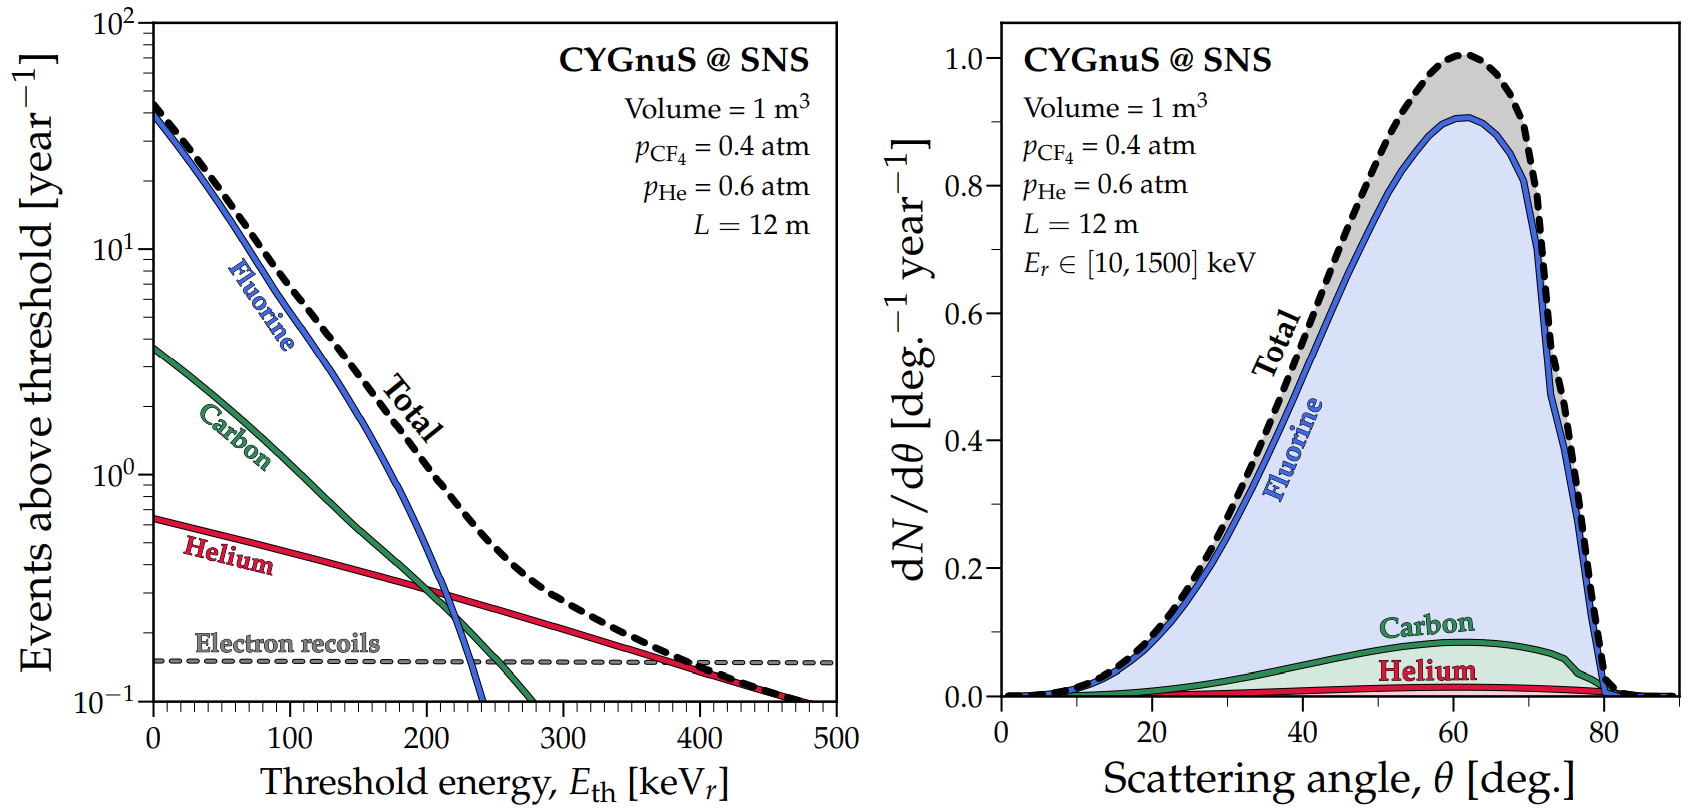 Events above threshold [year⁻¹]
10²
10¹
10⁰
10⁻¹
CYGnuS @ SNS
Volume = 1 m³
p_CF₄ = 0.4 atm
p_He = 0.6 atm
L = 12 m
Fluorine
Total
Carbon
Helium
Electron recoils
0 100 200 300 400 500
Threshold energy, E_th [keV_r]
dN/dθ [deg.⁻¹ year⁻¹]
1.0
0.8
0.6
0.4
0.2
0.0
CYGnuS @ SNS
Volume = 1 m³
p_CF₄ = 0.4 atm
p_He = 0.6 atm
L = 12 m
E_r ∈ [10, 1500] keV
Total
Fluorine
Carbon
Helium
0 20 40 60 80
Scattering angle, θ [deg.]